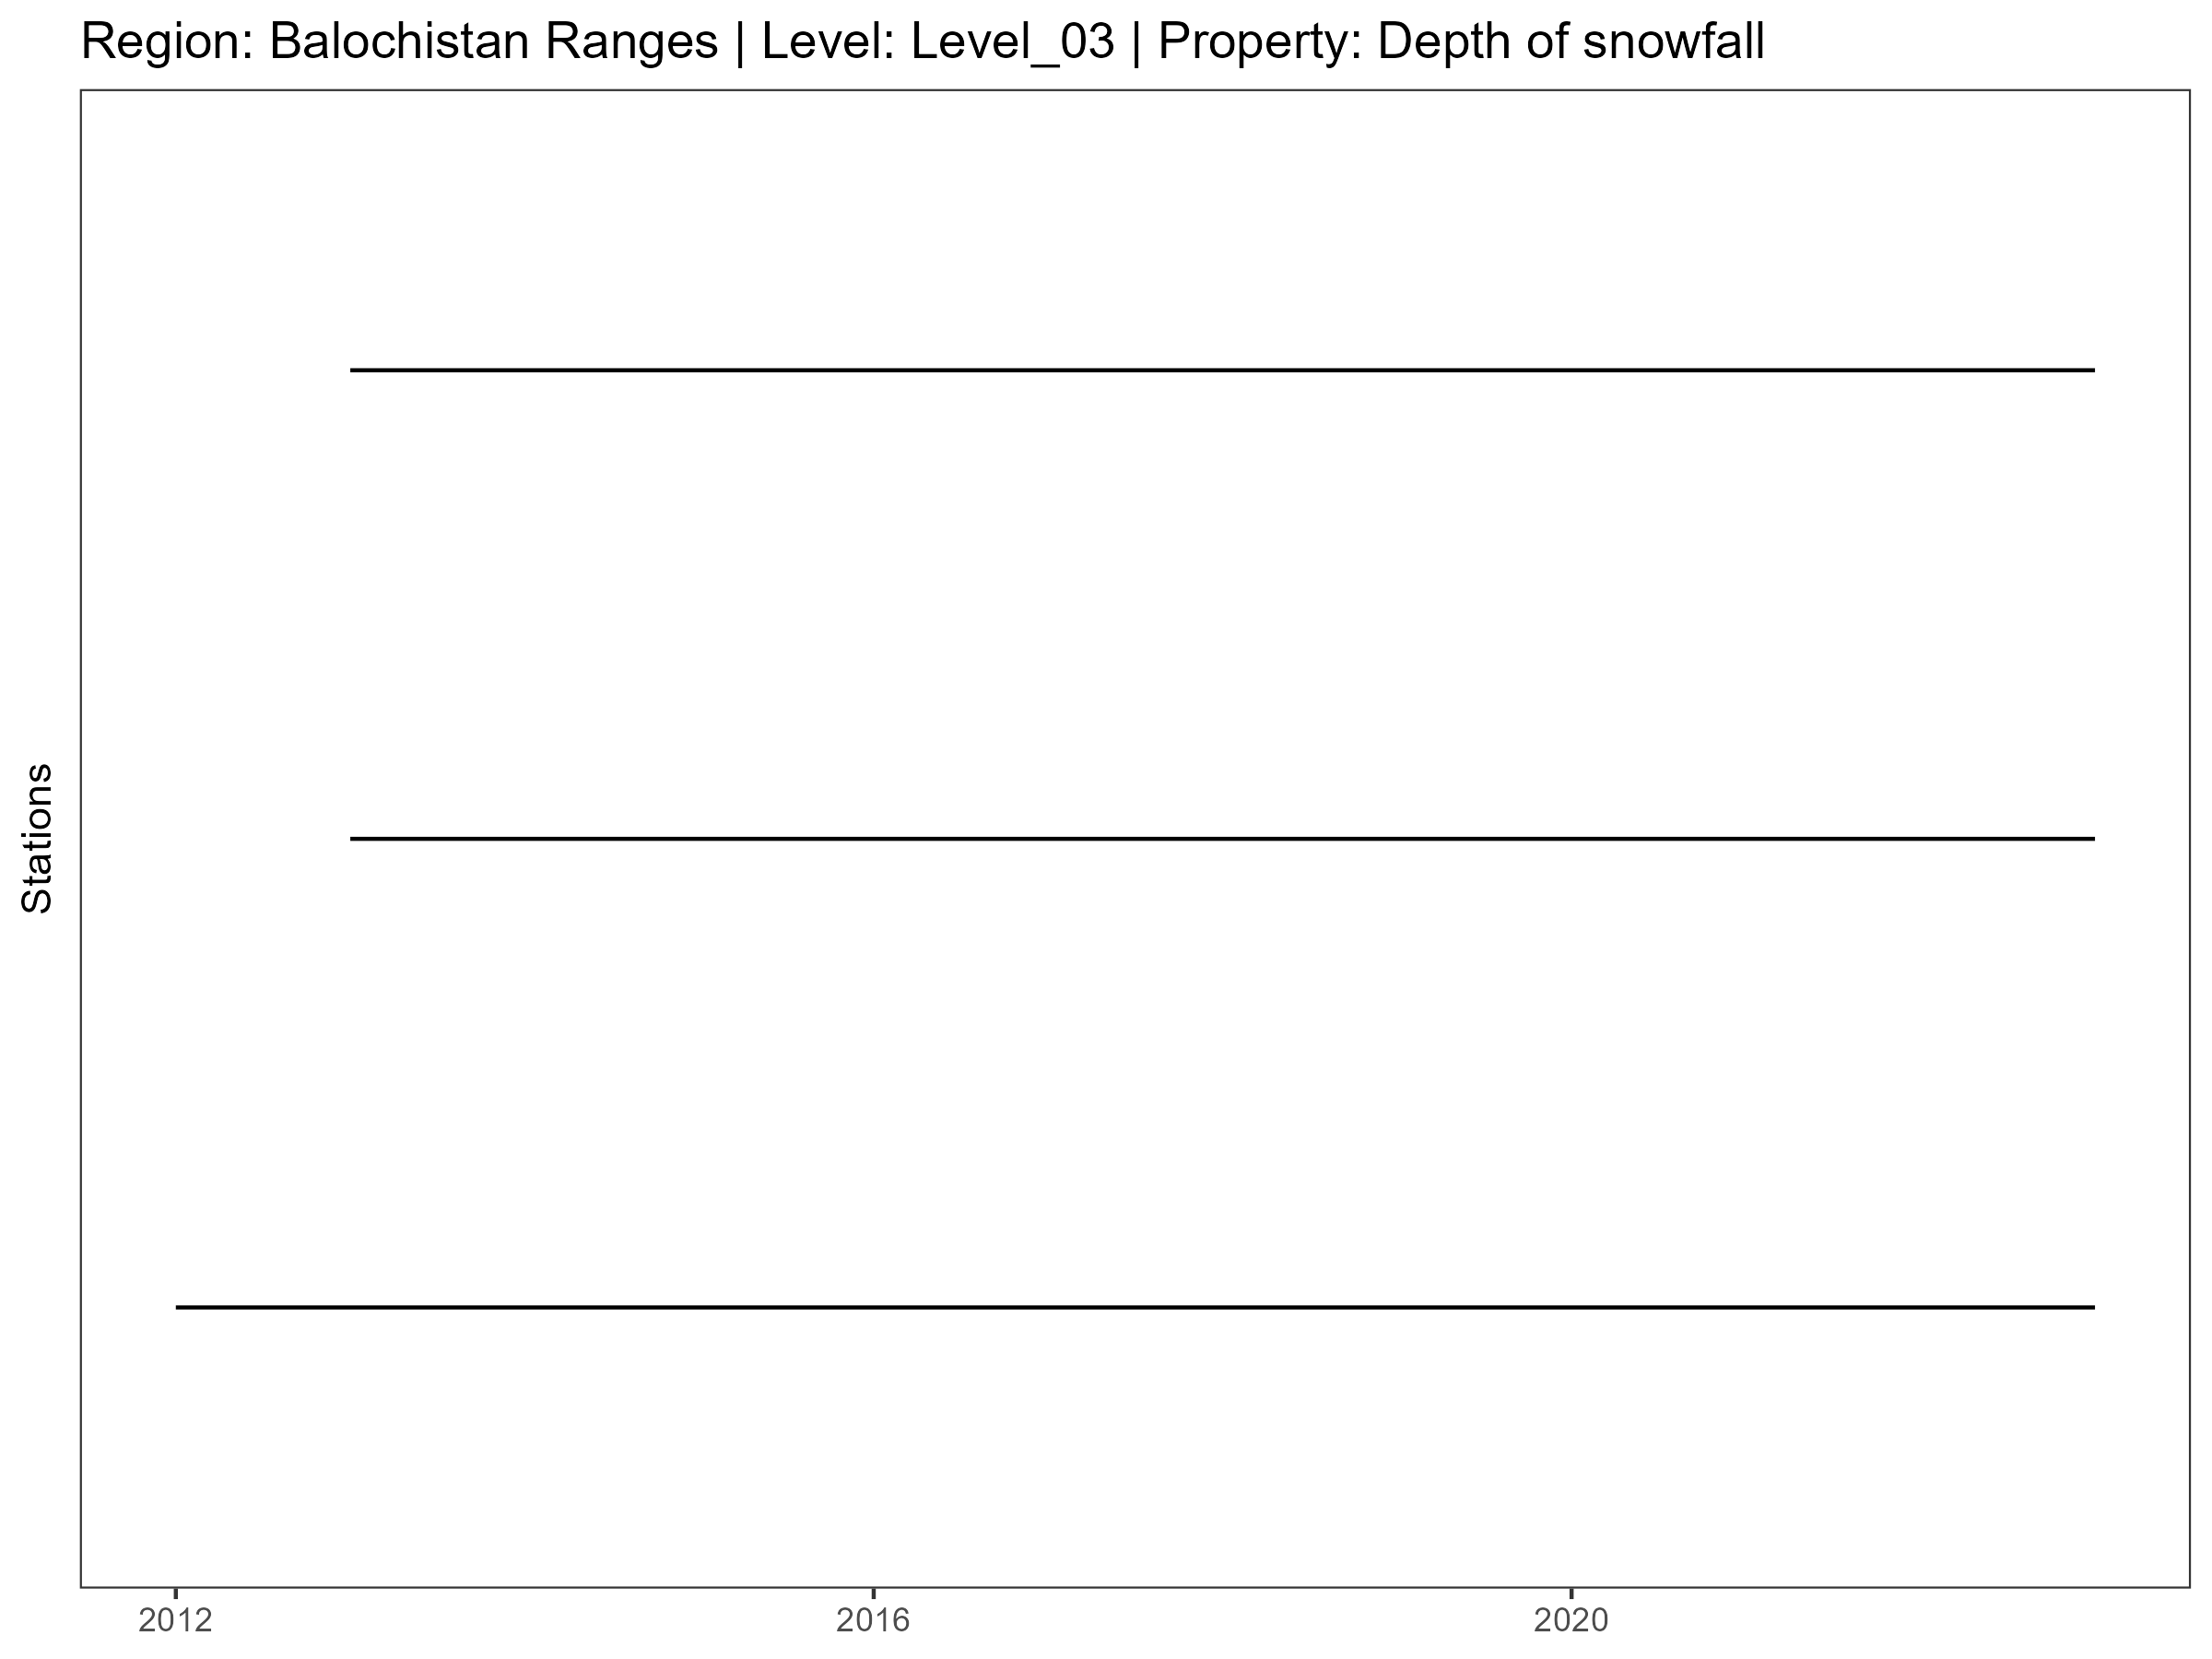 Region: Balochistan Ranges | Level: Level_03 | Property: Depth of snowfall
Stations
2012
2016
2020